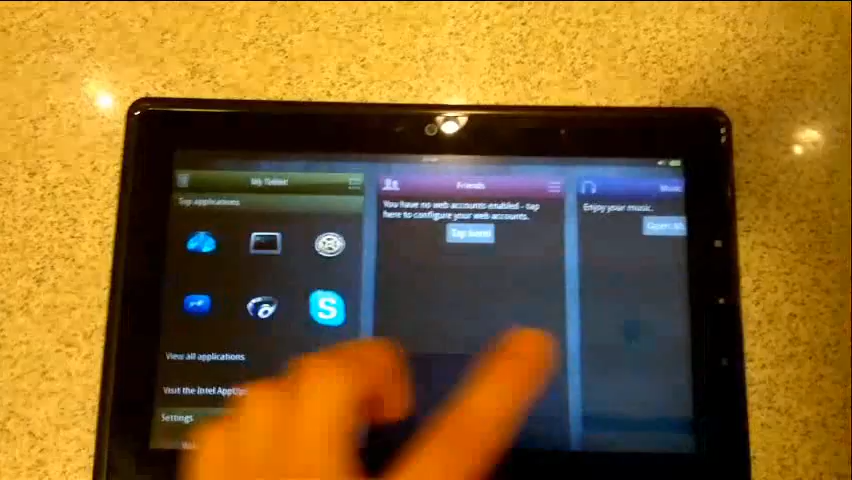 My Tablet
Top applications
View all applications
Visit the Intel AppUp
Settings
Friends
You have no web accounts enabled - tap
here to configure your web accounts.
Tap here!
Music
Enjoy your music.
Open
S